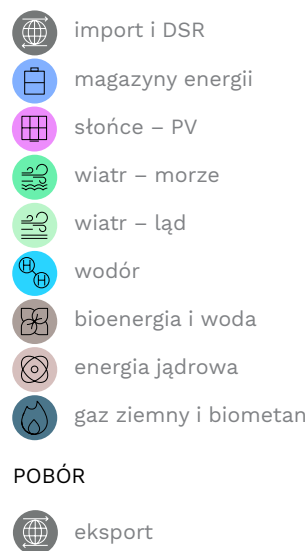 import i DSR
magazyny energii
słońce – PV
wiatr – morze
wiatr – ląd
H
H
wodór
bioenergia i woda
energia jądrowa
gaz ziemny i biometan
POBÓR
eksport